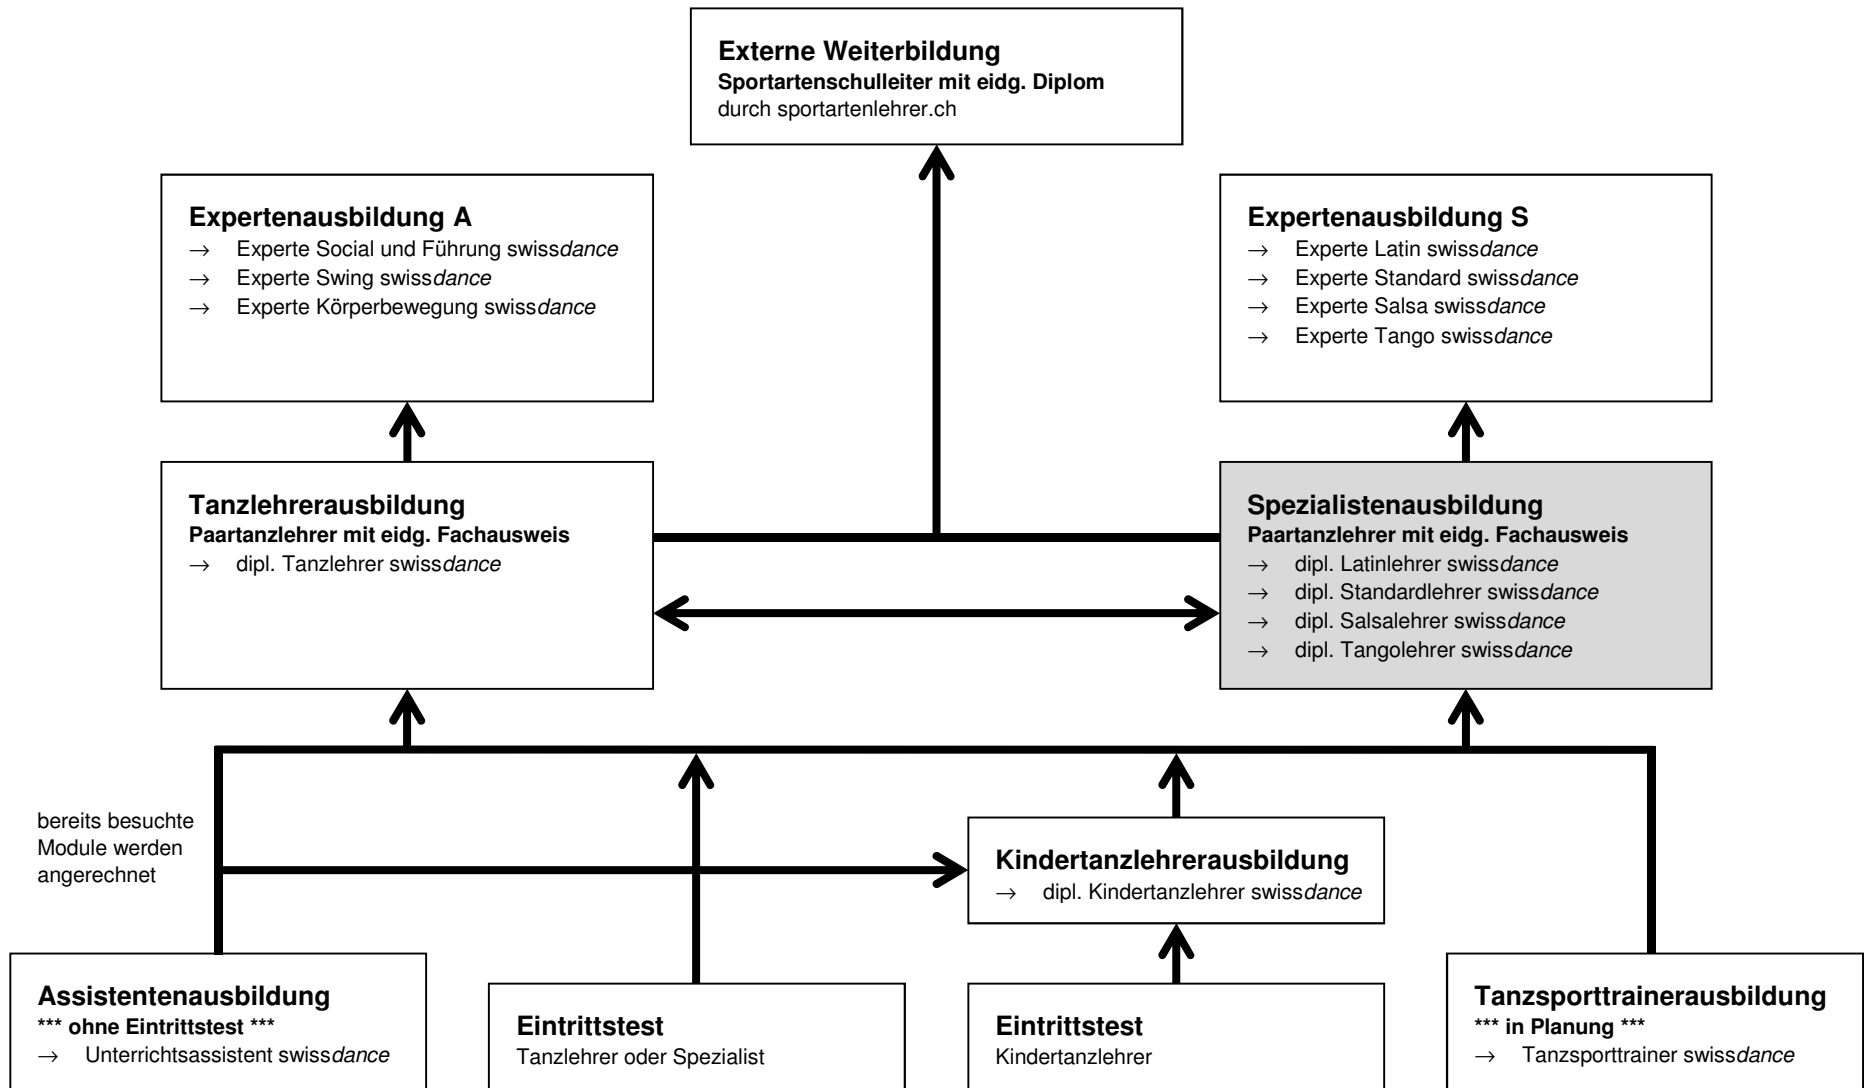 Externe Weiterbildung
Sportartenschulleiter mit eidg. Diplom
durch sportartenlehrer.ch
Expertenausbildung A
→ Experte Social und Führung swissdance
→ Experte Swing swissdance
→ Experte Körperbewegung swissdance
Expertenausbildung S
→ Experte Latin swissdance
→ Experte Standard swissdance
→ Experte Salsa swissdance
→ Experte Tango swissdance
Tanzlehrerausbildung
Paartanzlehrer mit eidg. Fachausweis
→ dipl. Tanzlehrer swissdance
Spezialistenausbildung
Paartanzlehrer mit eidg. Fachausweis
→ dipl. Latinlehrer swissdance
→ dipl. Standardlehrer swissdance
→ dipl. Salsalehrer swissdance
→ dipl. Tangolehrer swissdance
bereits besuchte
Module werden
angerechnet
Kindertanzlehrerausbildung
→ dipl. Kindertanzlehrer swissdance
Assistentenausbildung
*** ohne Eintrittstest ***
→ Unterrichtsassistent swissdance
Eintrittstest
Tanzlehrer oder Spezialist
Eintrittstest
Kindertanzlehrer
Tanzsporttrainerausbildung
*** in Planung ***
→ Tanzsporttrainer swissdance